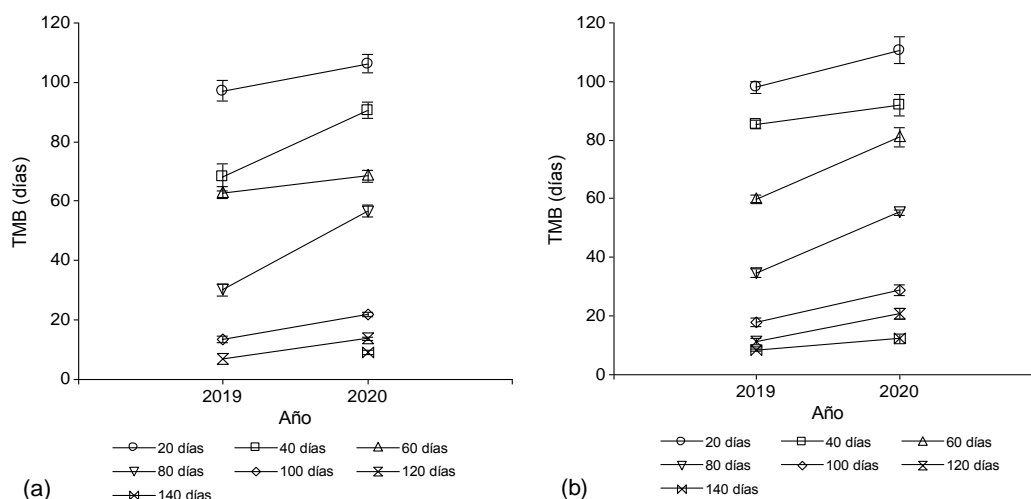 120
100
80
60
40
20
0
TMB (días)
2019
2020
Año
20 días
40 días
60 días
80 días
100 días
120 días
140 días
(a)
120
100
80
60
40
20
0
TMB (días)
2019
2020
Año
20 días
40 días
60 días
80 días
100 días
120 días
140 días
(b)